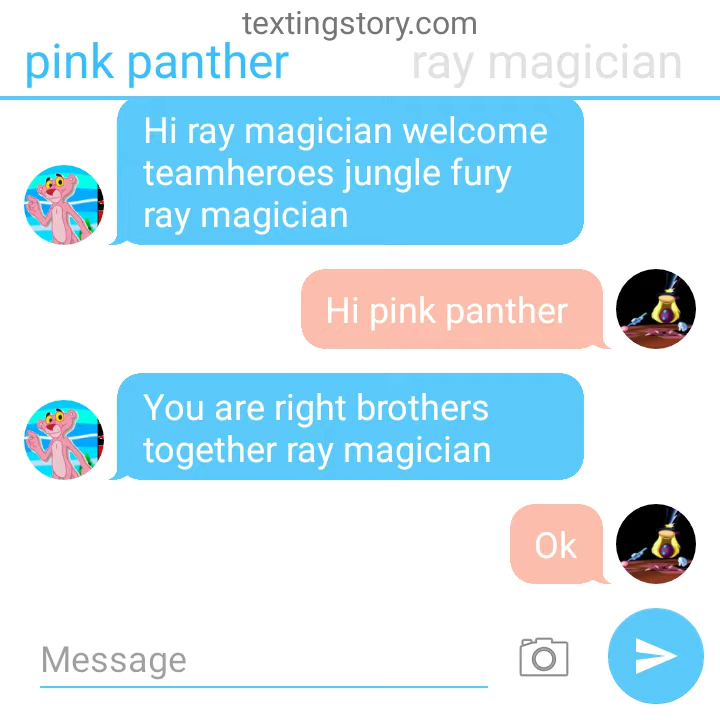 textingstory.com
pink panther ray magician
Hi ray magician welcome
teamheroes jungle fury
ray magician
Hi pink panther
You are right brothers
together ray magician
Ok
Message